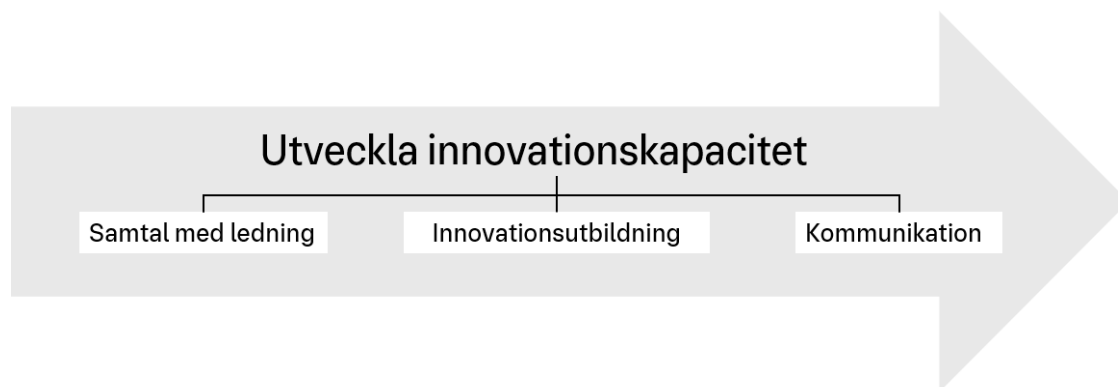 Utveckla innovationskapacitet
Samtal med ledning
Innovationsutbildning
Kommunikation